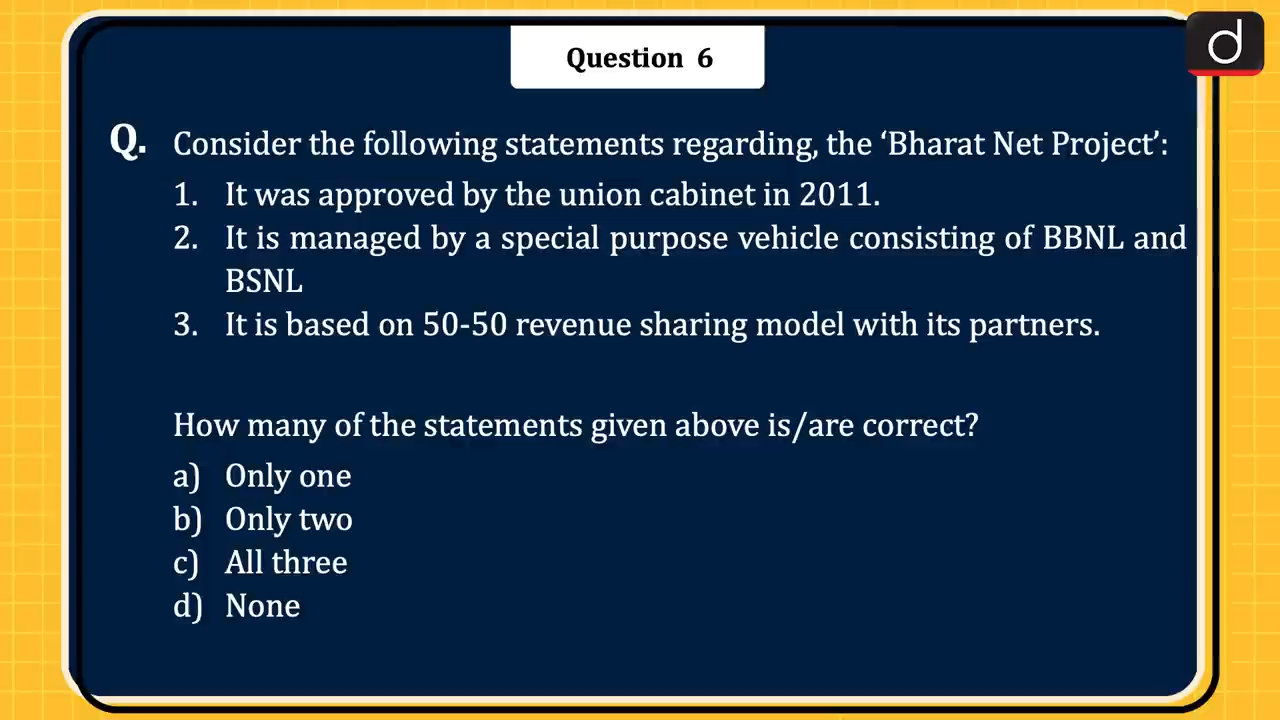 Question 6
Q. Consider the following statements regarding, the ‘Bharat Net Project’:
1. It was approved by the union cabinet in 2011.
2. It is managed by a special purpose vehicle consisting of BBNL and
BSNL
3. It is based on 50-50 revenue sharing model with its partners.
How many of the statements given above is/are correct?
a) Only one
b) Only two
c) All three
d) None
d